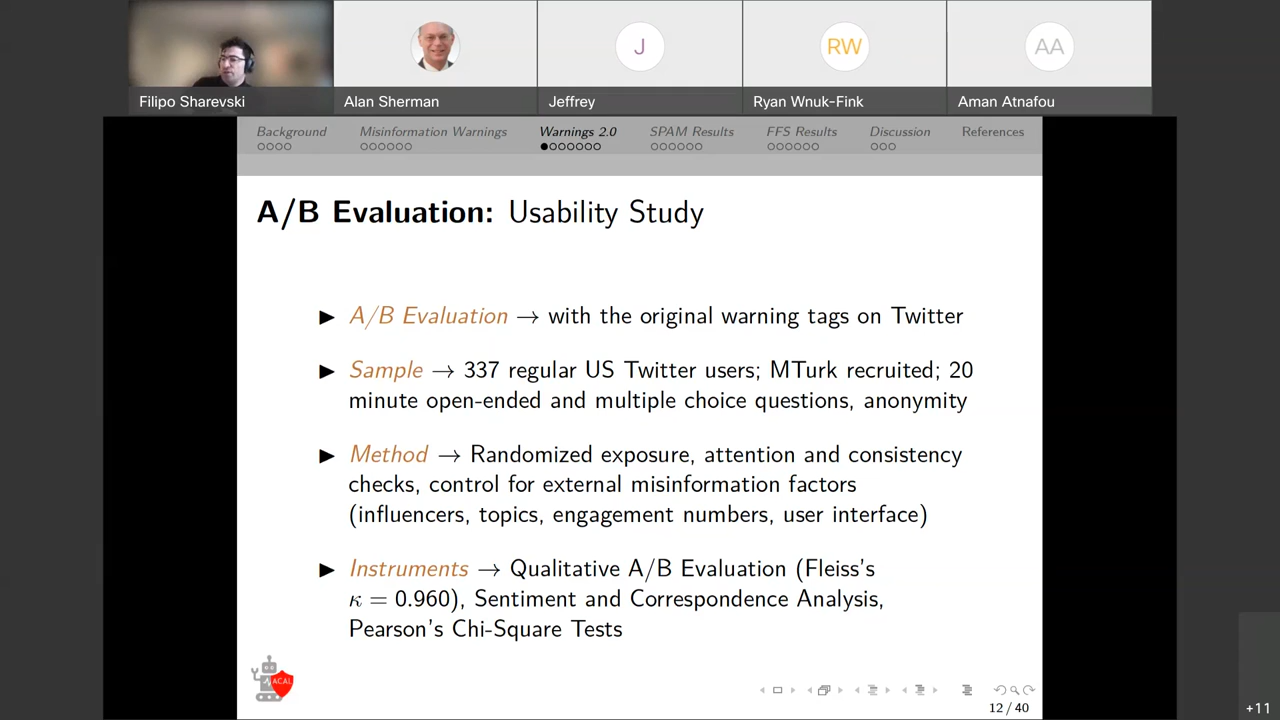 J
RW
AA
Filipo Sharevski
Alan Sherman
Jeffrey
Ryan Wnuk-Fink
Aman Atnafou
Background
Misinformation Warnings
Warnings 2.0
SPAM Results
FFS Results
Discussion
References
A/B Evaluation: Usability Study
▶ A/B Evaluation → with the original warning tags on Twitter
▶ Sample → 337 regular US Twitter users; MTurk recruited; 20
minute open-ended and multiple choice questions, anonymity
▶ Method → Randomized exposure, attention and consistency
checks, control for external misinformation factors
(influencers, topics, engagement numbers, user interface)
▶ Instruments → Qualitative A/B Evaluation (Fleiss's
κ = 0.960), Sentiment and Correspondence Analysis,
Pearson's Chi-Square Tests
ACAL
12 / 40
+11